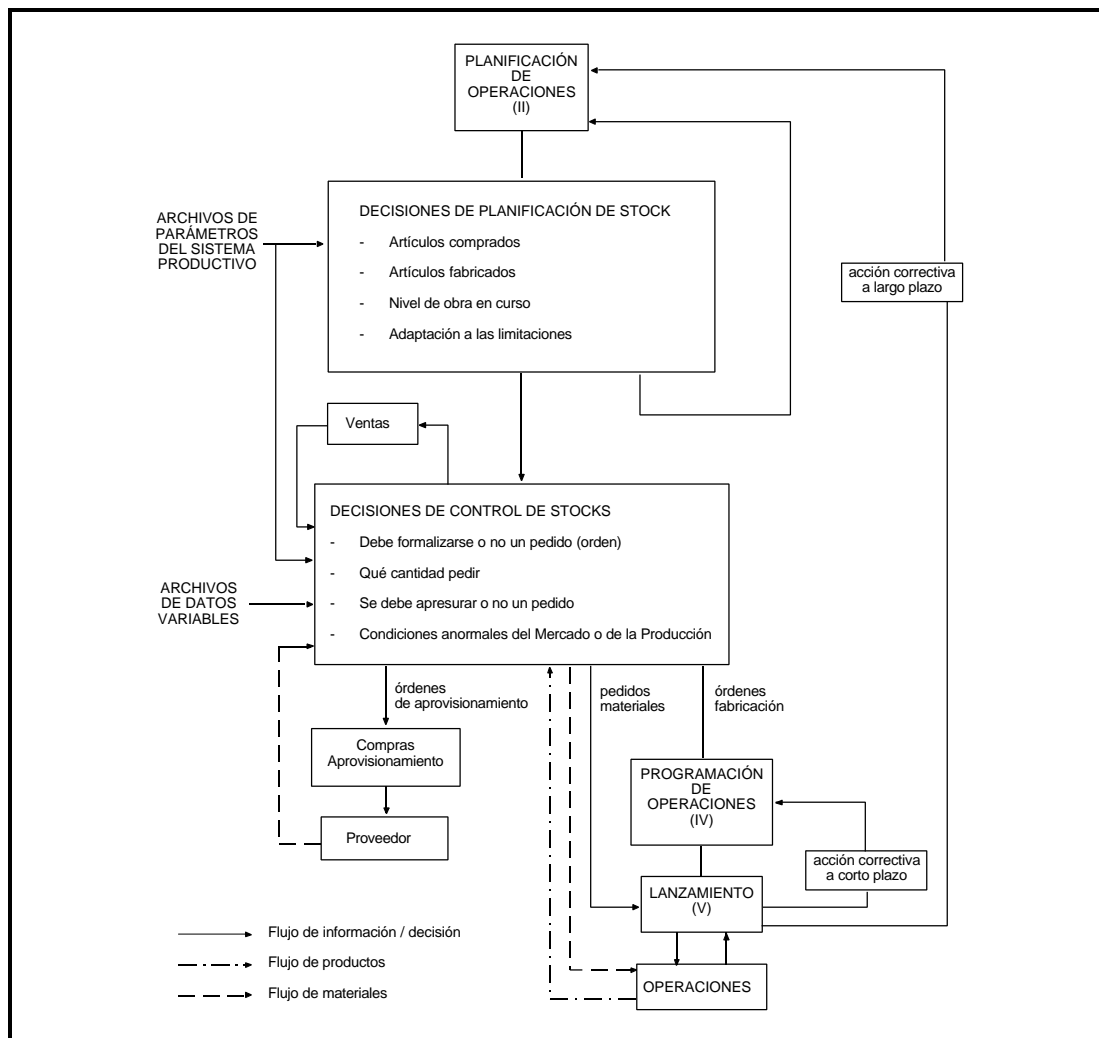 PLANIFICACIÓN
DE
OPERACIONES
(II)
DECISIONES DE PLANIFICACIÓN DE STOCK
- Artículos comprados
- Artículos fabricados
- Nivel de obra en curso
- Adaptación a las limitaciones
ARCHIVOS DE
PARÁMETROS
DEL SISTEMA
PRODUCTIVO
acción correctiva
a largo plazo
Ventas
DECISIONES DE CONTROL DE STOCKS
- Debe formalizarse o no un pedido (orden)
- Qué cantidad pedir
- Se debe apresurar o no un pedido
- Condiciones anormales del Mercado o de la Producción
ARCHIVOS
DE DATOS
VARIABLES
órdenes
de aprovisionamiento
pedidos
materiales
órdenes
fabricación
Compras
Aprovisionamiento
Proveedor
PROGRAMACIÓN
DE
OPERACIONES
(IV)
acción correctiva
a corto plazo
LANZAMIENTO
(V)
OPERACIONES
Flujo de información / decisión
Flujo de productos
Flujo de materiales